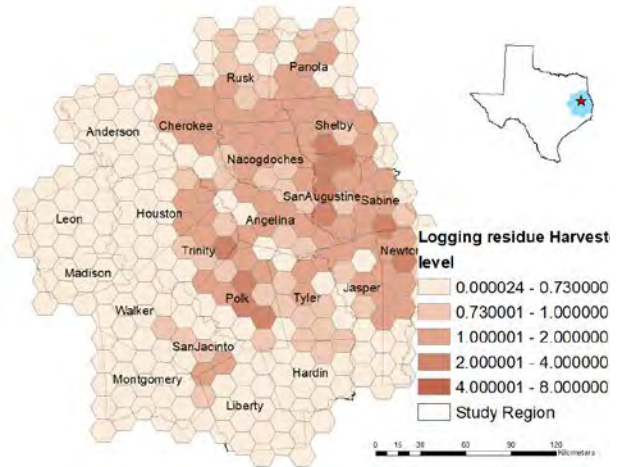 Panola
Rusk
Anderson
Cherokee
Shelby
Nacogdoches
SanAugustine
Sabine
Leon
Houston
Angelina
Trinity
Newton
Madison
Polk
Tyler
Jasper
Walker
SanJacinto
Hardin
Montgomery
Liberty
Logging residue Harveste
level
0.000024 - 0.730000
0.730001 - 1.000000
1.000001 - 2.000000
2.000001 - 4.000000
4.000001 - 8.000000
Study Region
0 15 30 60 90 120
Kilometers